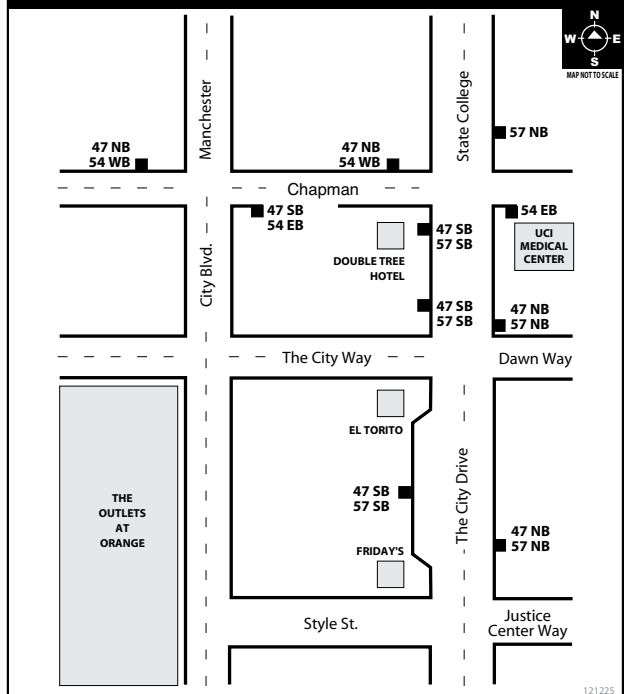 N
W E
S
MAP NOT TO SCALE
Manchester
State College
57 NB
47 NB
54 WB
47 NB
54 WB
Chapman
47 SB
54 EB
54 EB
47 SB
57 SB
UCI
MEDICAL
CENTER
DOUBLE TREE
HOTEL
City Blvd.
47 SB
57 SB
47 NB
57 NB
The City Way
Dawn Way
EL TORITO
THE
OUTLETS
AT
ORANGE
47 SB
57 SB
The City Drive
47 NB
57 NB
FRIDAY'S
Style St.
Justice
Center Way
121225